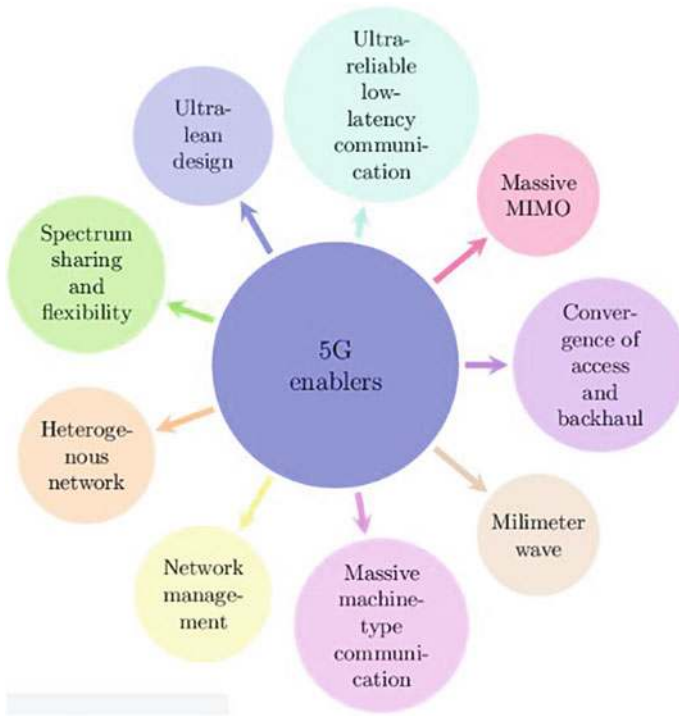 Ultra-
reliable
low-
latency
communi-
cation
Ultra-
lean
design
Massive
MIMO
Spectrum
sharing
and
flexibility
5G
enablers
Conver-
gence of
access
and
backhaul
Heteroge-
nous
network
Milimeter
wave
Network
manage-
ment
Massive
machine-
type
communi-
cation